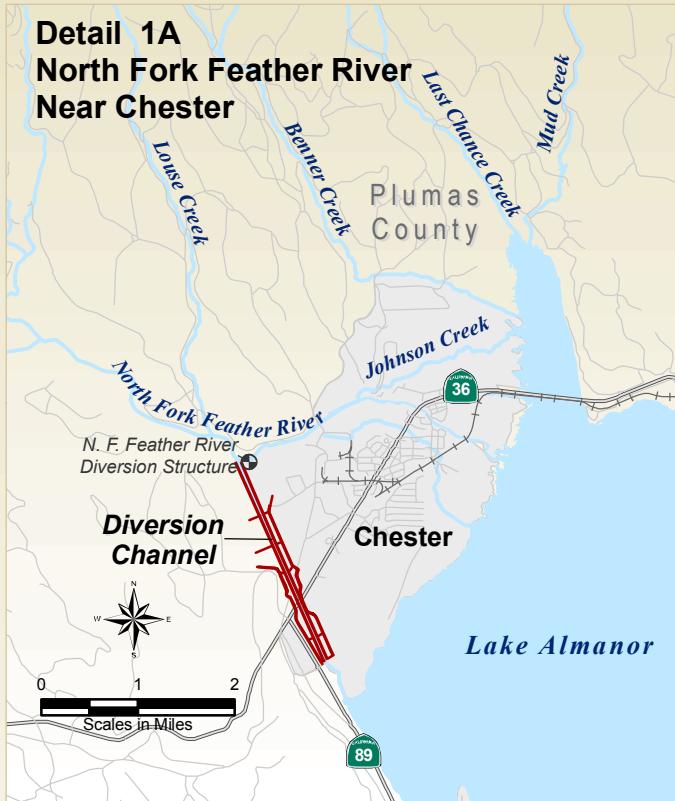 Detail 1A
North Fork Feather River
Near Chester
Louse Creek
Benner Creek
Last Chance Creek
Mud Creek
Plumas
County
Johnson Creek
North Fork Feather River
CALIFORNIA
36
N. F. Feather River
Diversion Structure
Diversion
Channel
Chester
N
W E
S
Lake Almanor
0 1 2
Scales in Miles
CALIFORNIA
89